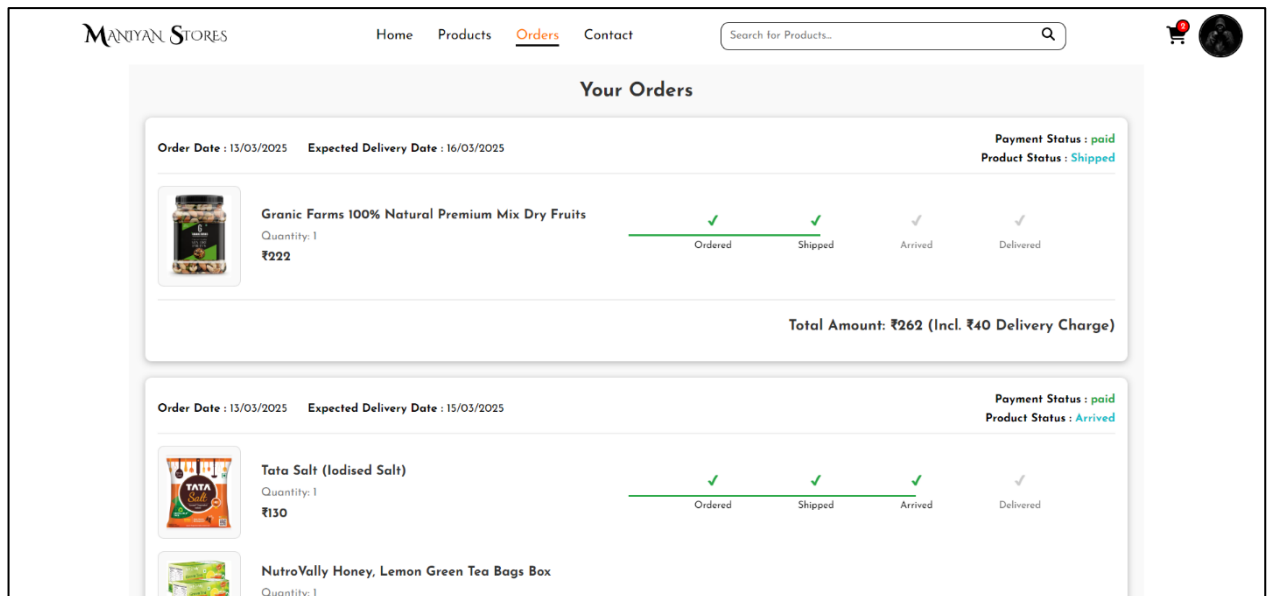 MANIYAN STORES
Home Products Orders Contact
Search for Products...
2
Your Orders
Order Date : 13/03/2025 Expected Delivery Date : 16/03/2025
Payment Status : paid
Product Status : Shipped
Granic Farms 100% Natural Premium Mix Dry Fruits
Quantity: 1
₹222
Ordered Shipped Arrived Delivered
Total Amount: ₹262 (Incl. ₹40 Delivery Charge)
Order Date : 13/03/2025 Expected Delivery Date : 15/03/2025
Payment Status : paid
Product Status : Arrived
TATA
Salt
Tata Salt (Iodised Salt)
Quantity: 1
₹130
Ordered Shipped Arrived Delivered
NutroVally Honey, Lemon Green Tea Bags Box
Quantity: 1